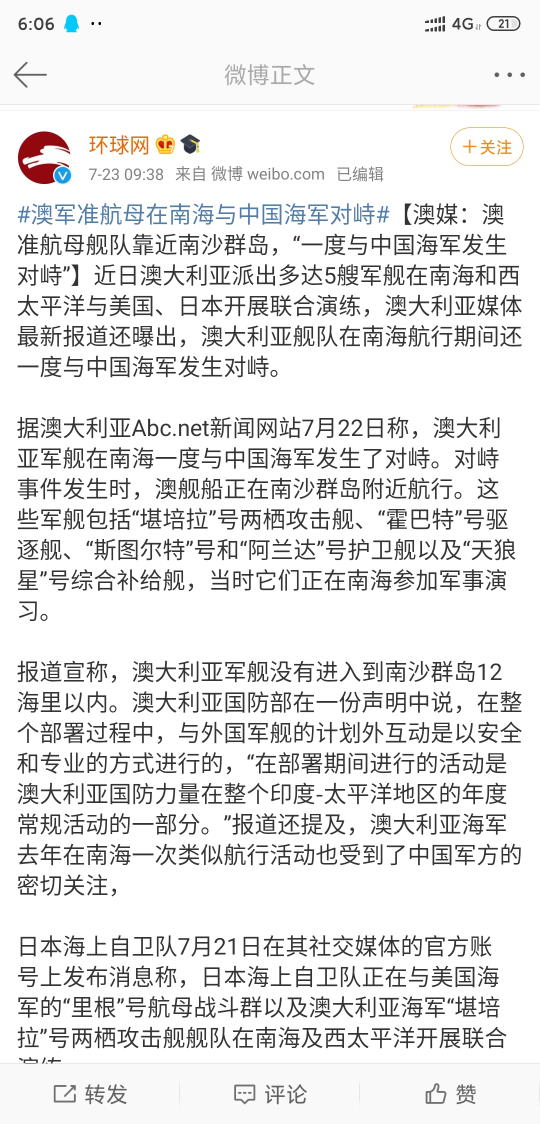 6:06
4G
21
微博正文
环球网
+关注
7-23 09:38 来自 微博 weibo.com 已编辑
#澳军准航母在南海与中国海军对峙#【澳媒：澳
准航母舰队靠近南沙群岛，“一度与中国海军发生
对峙”】近日澳大利亚派出多达5艘军舰在南海和西
太平洋与美国、日本开展联合演练，澳大利亚媒体
最新报道还曝出，澳大利亚舰队在南海航行期间还
一度与中国海军发生对峙。
据澳大利亚Abc.net新闻网站7月22日称，澳大利
亚军舰在南海一度与中国海军发生了对峙。对峙
事件发生时，澳舰船正在南沙群岛附近航行。这
些军舰包括“堪培拉”号两栖攻击舰、“霍巴特”号驱
逐舰、“斯图尔特”号和“阿兰达”号护卫舰以及“天狼
星”号综合补给舰，当时它们正在南海参加军事演
习。
报道宣称，澳大利亚军舰没有进入到南沙群岛12
海里以内。澳大利亚国防部在一份声明中说，在整
个部署过程中，与外国军舰的计划外互动是以安全
和专业的方式进行的，“在部署期间进行的活动是
澳大利亚国防力量在整个印度-太平洋地区的年度
常规活动的一部分。”报道还提及，澳大利亚海军
去年在南海一次类似航行活动也受到了中国军方的
密切关注，
日本海上自卫队7月21日在其社交媒体的官方账
号上发布消息称，日本海上自卫队正在与美国海
军的“里根”号航母战斗群以及澳大利亚海军“堪培
拉”号两栖攻击舰舰队在南海及西太平洋开展联合
转发
评论
赞